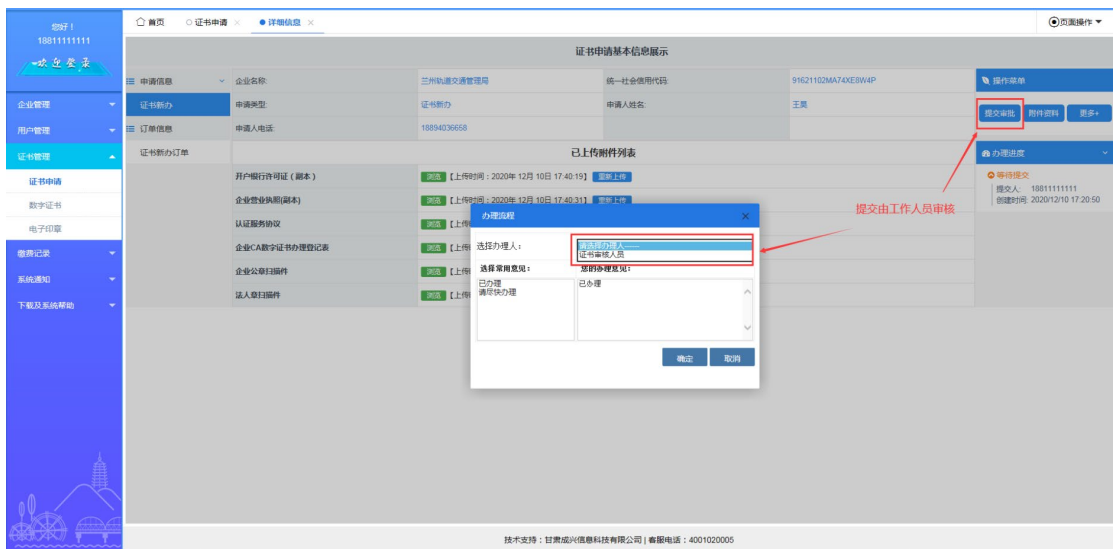 您好！
18811111111
欢迎登录
企业管理
用户管理
证书管理
证书申请
数字证书
电子印章
缴费记录
系统通知
下载及系统帮助
首页 证书申请 × 详细信息 ×
页面操作
证书申请基本信息展示
申请信息
证书新办
订单信息
证书新办订单
企业名称: 三州轨道交通管理局 统一社会信用代码: 91621102MA74XE8W4P
申请类型: 证书新办 申请人姓名: 王昊
申请人电话: 18894036658
已上传附件列表
开户银行许可证（副本） 浏览 【上传时间：2020年 12月 10日 17:40:19】 重新上传
企业营业执照(副本) 浏览 【上传时间：2020年 12月 10日 17:40:31】 重新上传
认证服务协议 浏览 【上传
企业CA数字证书办理登记表 浏览 【上传
企业公章扫描件 浏览 【上传
法人章扫描件 浏览 【上传
办理流程 ×
选择办理人：
请选择办理人-----
证书审核人员
选择常用意见： 您的办理意见：
已办理
请尽快办理
已办理
确定 取消
操作菜单
提交审批 附件资料 更多+
办理进度
等待提交
提交人: 18811111111
创建时间: 2020/12/10 17:20:50
提交由工作人员审核
技术支持：甘肃成兴信息科技有限公司 | 客服电话：4001020005